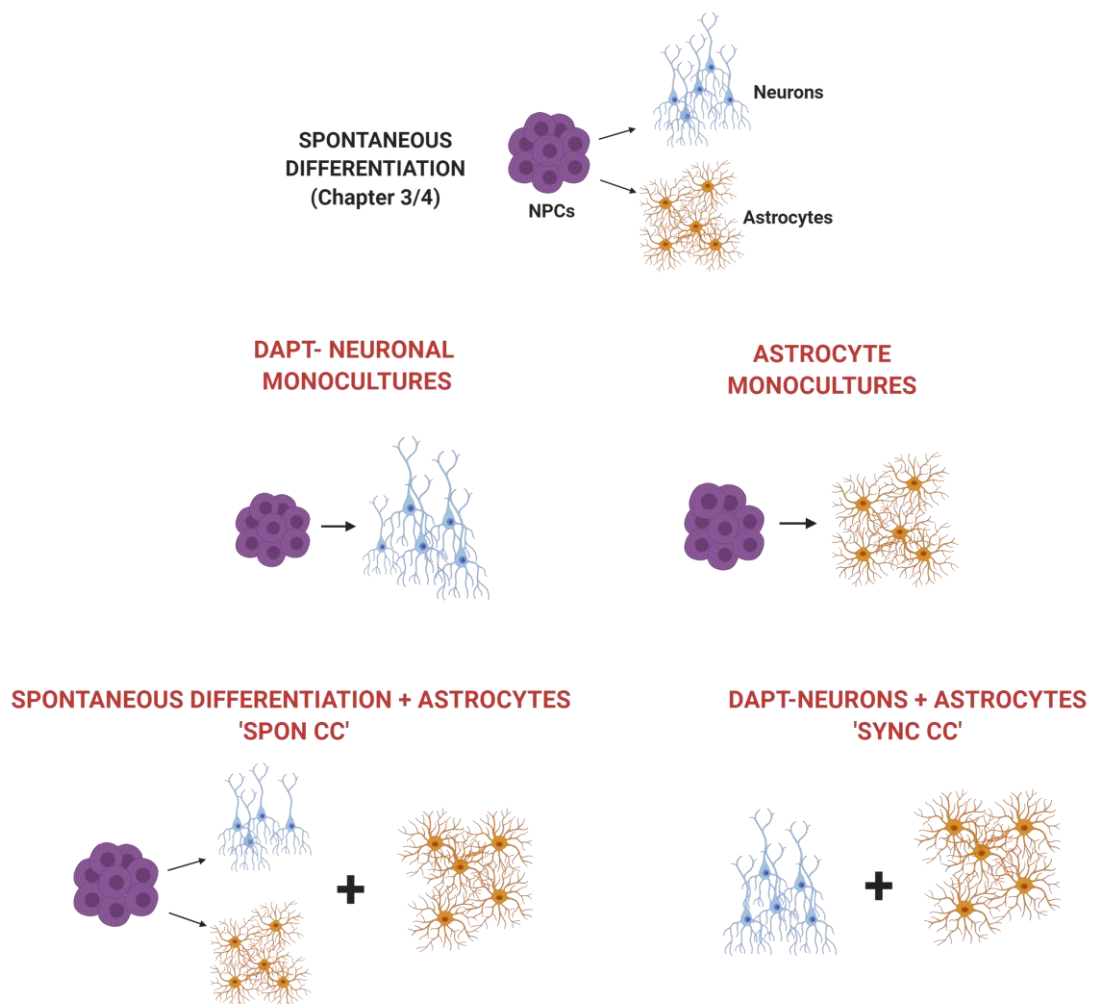 Neurons
SPONTANEOUS
DIFFERENTIATION
(Chapter 3/4)
NPCs
Astrocytes
DAPT- NEURONAL
MONOCULTURES
ASTROCYTE
MONOCULTURES
SPONTANEOUS DIFFERENTIATION + ASTROCYTES
'SPON CC'
DAPT-NEURONS + ASTROCYTES
'SYNC CC'
+
+